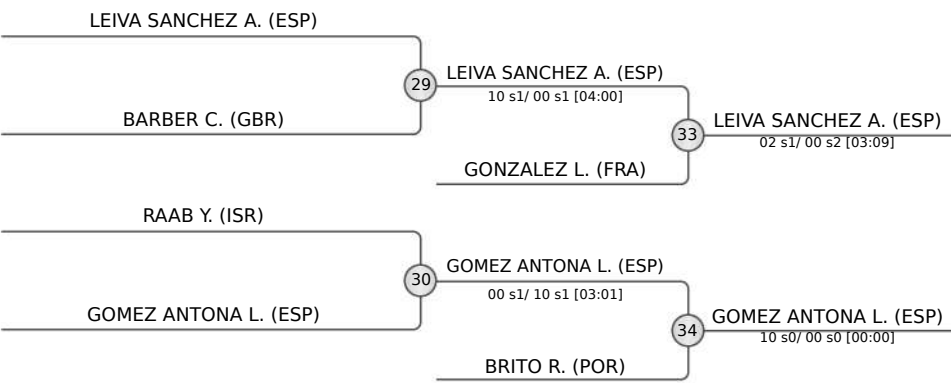 LEIVA SANCHEZ A. (ESP)
29
LEIVA SANCHEZ A. (ESP)
10 s1/ 00 s1 [04:00]
BARBER C. (GBR)
33
LEIVA SANCHEZ A. (ESP)
02 s1/ 00 s2 [03:09]
GONZALEZ L. (FRA)
RAAB Y. (ISR)
30
GOMEZ ANTONA L. (ESP)
00 s1/ 10 s1 [03:01]
GOMEZ ANTONA L. (ESP)
34
GOMEZ ANTONA L. (ESP)
10 s0/ 00 s0 [00:00]
BRITO R. (POR)